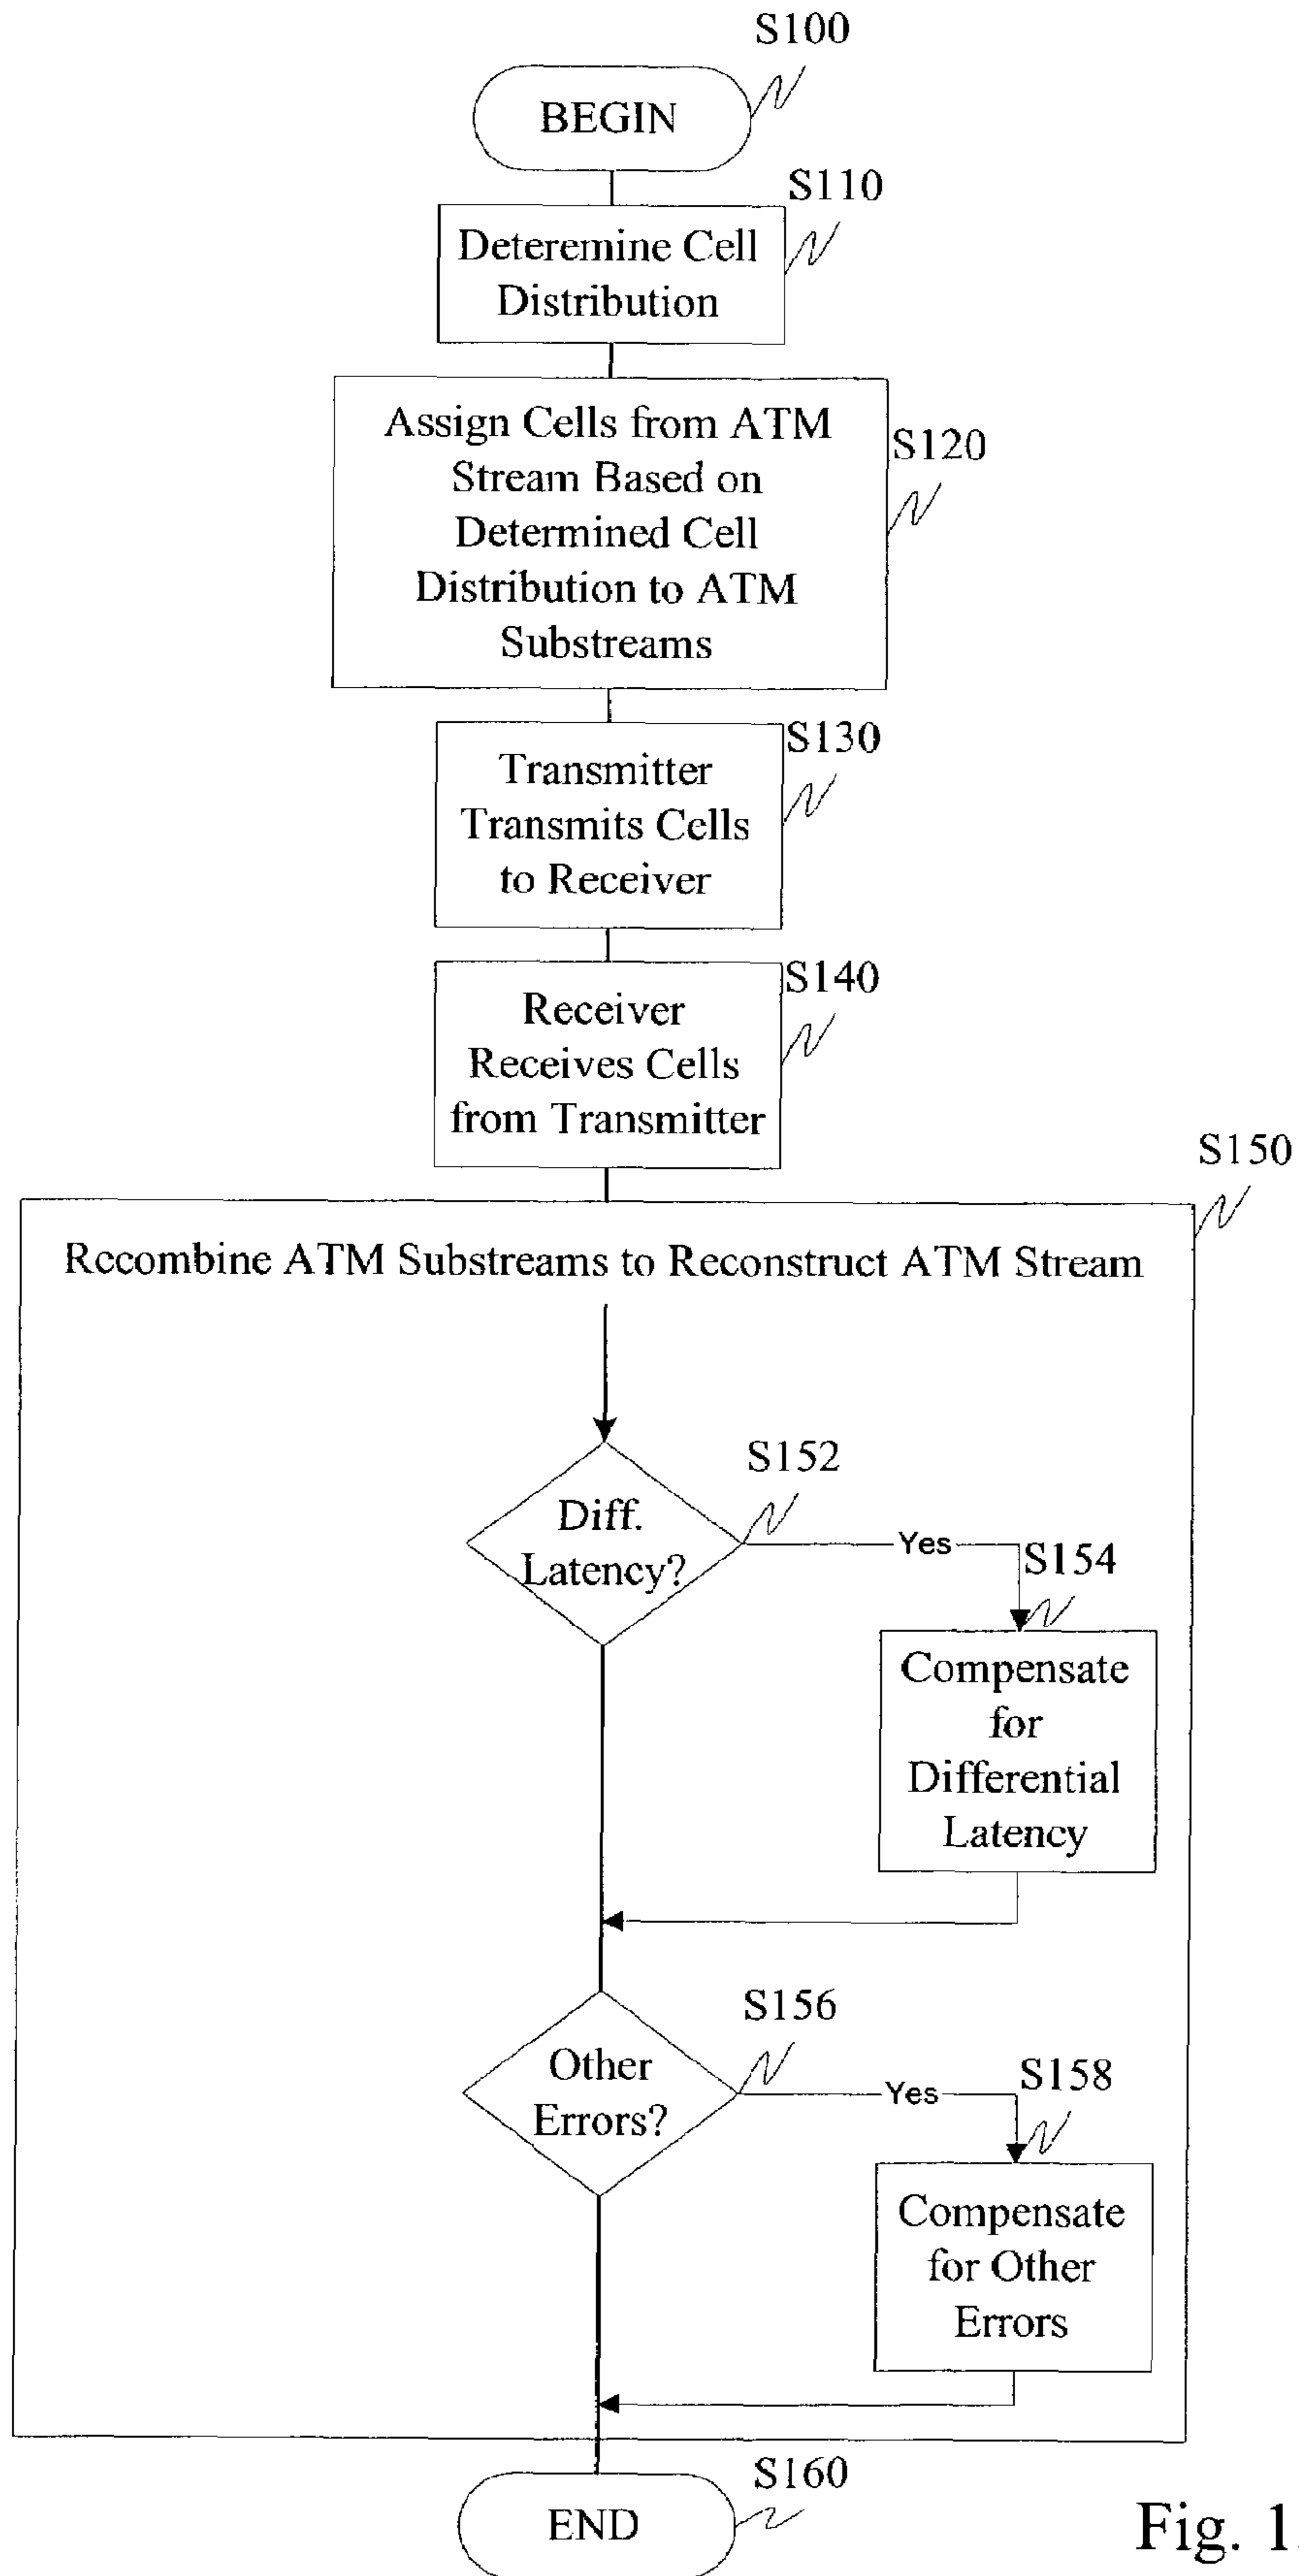 S100
BEGIN
S110
Deteremine Cell
Distribution
Assign Cells from ATM
Stream Based on
Determined Cell
Distribution to ATM
Substreams
S120
S130
Transmitter
Transmits Cells
to Receiver
S140
Receiver
Receives Cells
from Transmitter
S150
Recombine ATM Substreams to Reconstruct ATM Stream
S152
Diff.
Latency?
Yes
S154
Compensate
for
Differential
Latency
S156
Other
Errors?
Yes
S158
Compensate
for Other
Errors
S160
END
Fig. 1